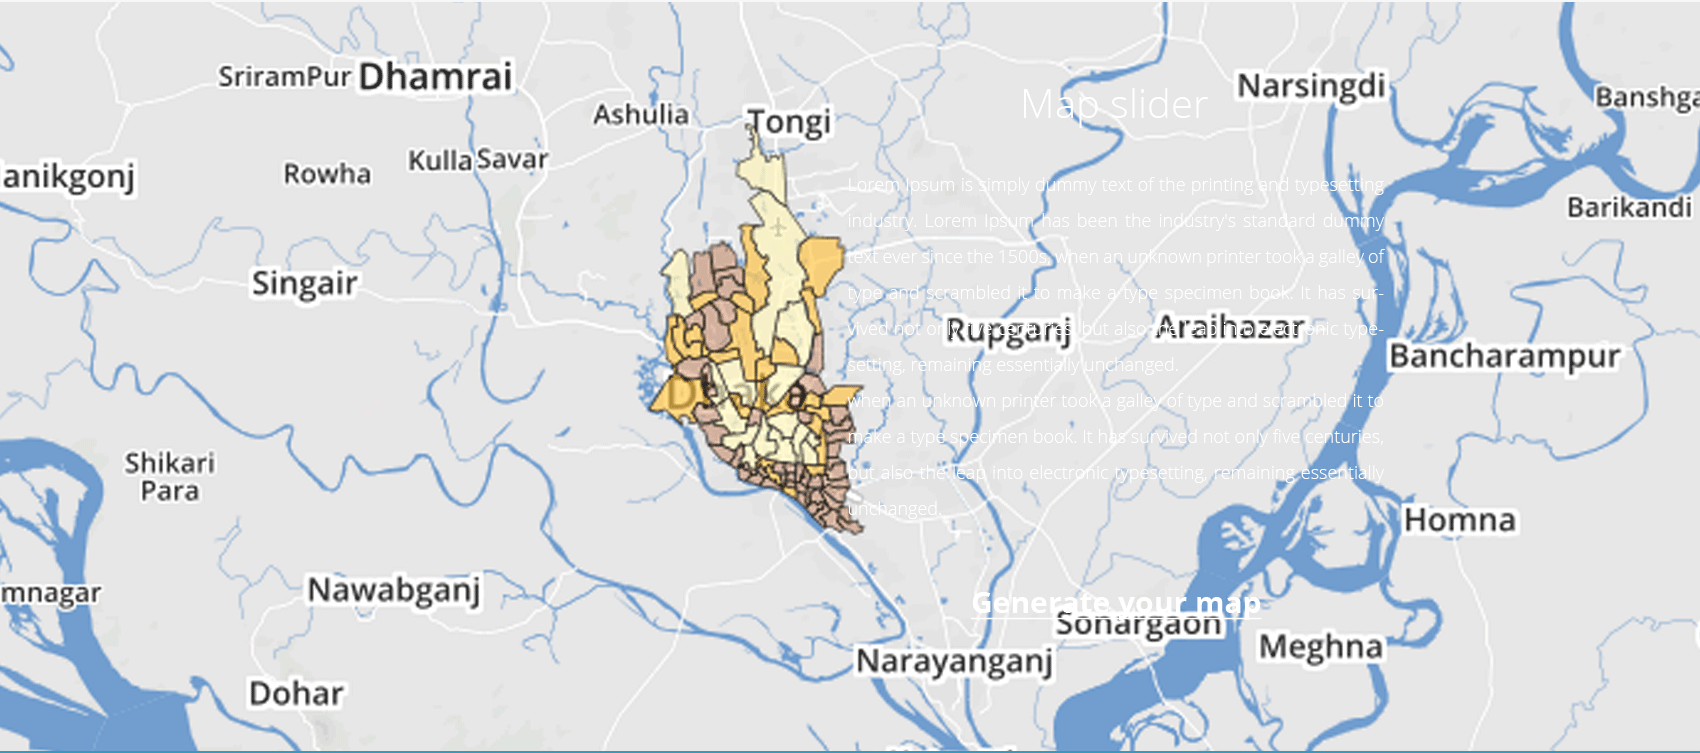 SriramPur
Dhamrai
Ashulia
Tongi
Narsingdi
Banshga
Map slider
anikgonj
Rowha
Kulla
Savar
Barikandi
Lorem Ipsum is simply dummy text of the printing and typesetting
industry. Lorem Ipsum has been the industry's standard dummy
text ever since the 1500s, when an unknown printer took a galley of
type and scrambled it to make a type specimen book. It has sur-
vived not only five centuries, but also the leap into electronic type-
setting, remaining essentially unchanged.
when an unknown printer took a galley of type and scrambled it to
make a type specimen book. It has survived not only five centuries,
but also the leap into electronic typesetting, remaining essentially
unchanged.
Singair
Rupganj
Araihazar
Bancharampur
Dhaka
Shikari
Para
Homna
mnagar
Nawabganj
Generate your map
Sonargaon
Meghna
Narayanganj
Dohar